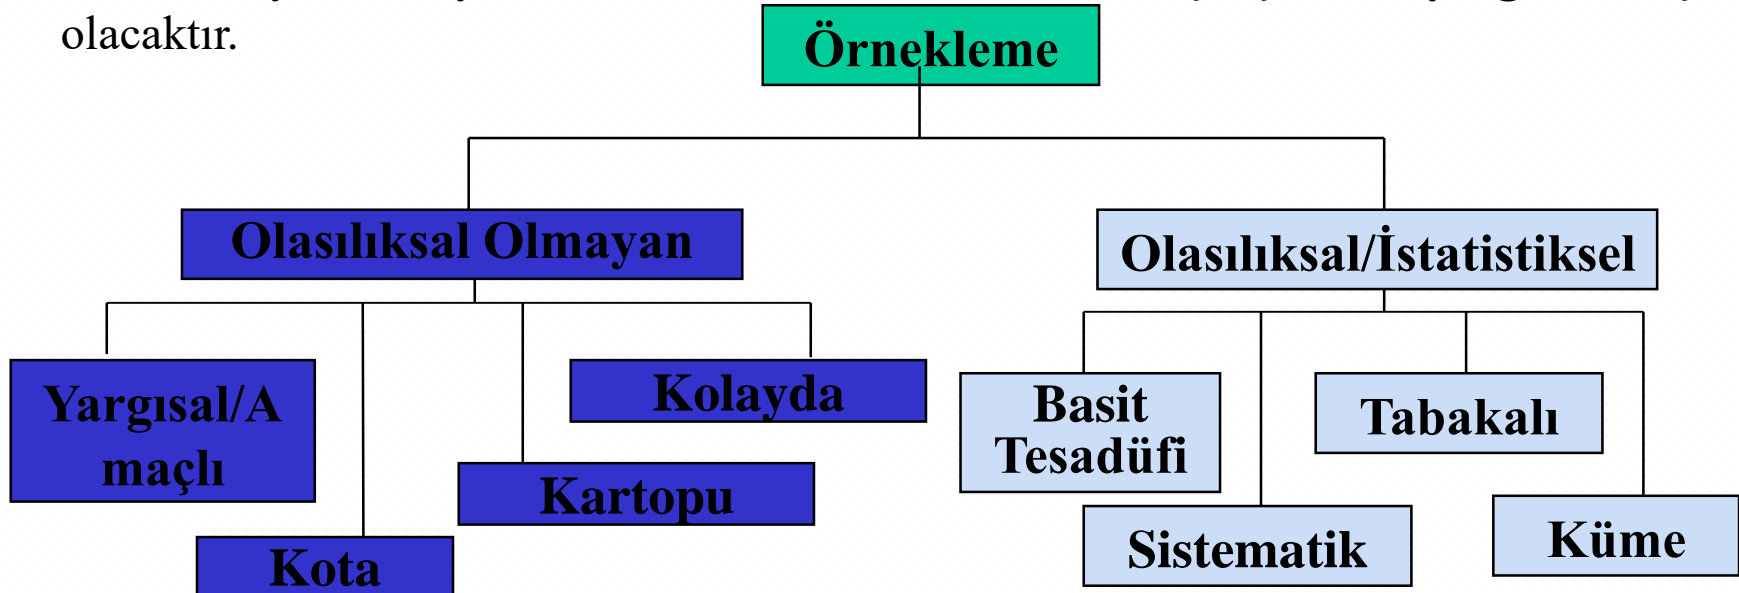 olacaktır.
Örnekleme
Olasılıksal Olmayan
Olasılıksal/İstatistiksel
Yargısal/A
maçlı
Kolayda
Kartopu
Kota
Basit
Tesadüfi
Tabakalı
Sistematik
Küme